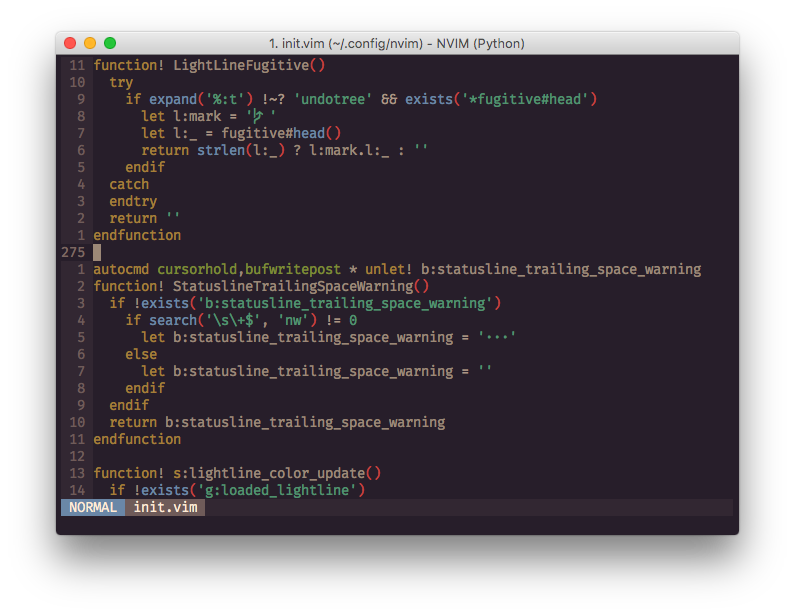 1. init.vim (~/.config/nvim) - NVIM (Python)
11 function! LightLineFugitive()
10   try
9     if expand('%:t') !~? 'undotree' && exists('*fugitive#head')
8       let l:mark = ' '
7       let l:_ = fugitive#head()
6       return strlen(l:_) ? l:mark.l:_ : ''
5     endif
4   catch
3   endtry
2   return ''
1 endfunction
275
1 autocmd cursorhold,bufwritepost * unlet! b:statusline_trailing_space_warning
2 function! StatuslineTrailingSpaceWarning()
3   if !exists('b:statusline_trailing_space_warning')
4     if search('\s\+$', 'nw') != 0
5       let b:statusline_trailing_space_warning = '···'
6     else
7       let b:statusline_trailing_space_warning = ''
8     endif
9   endif
10   return b:statusline_trailing_space_warning
11 endfunction
12
13 function! s:lightline_color_update()
14   if !exists('g:loaded_lightline')
NORMAL init.vim